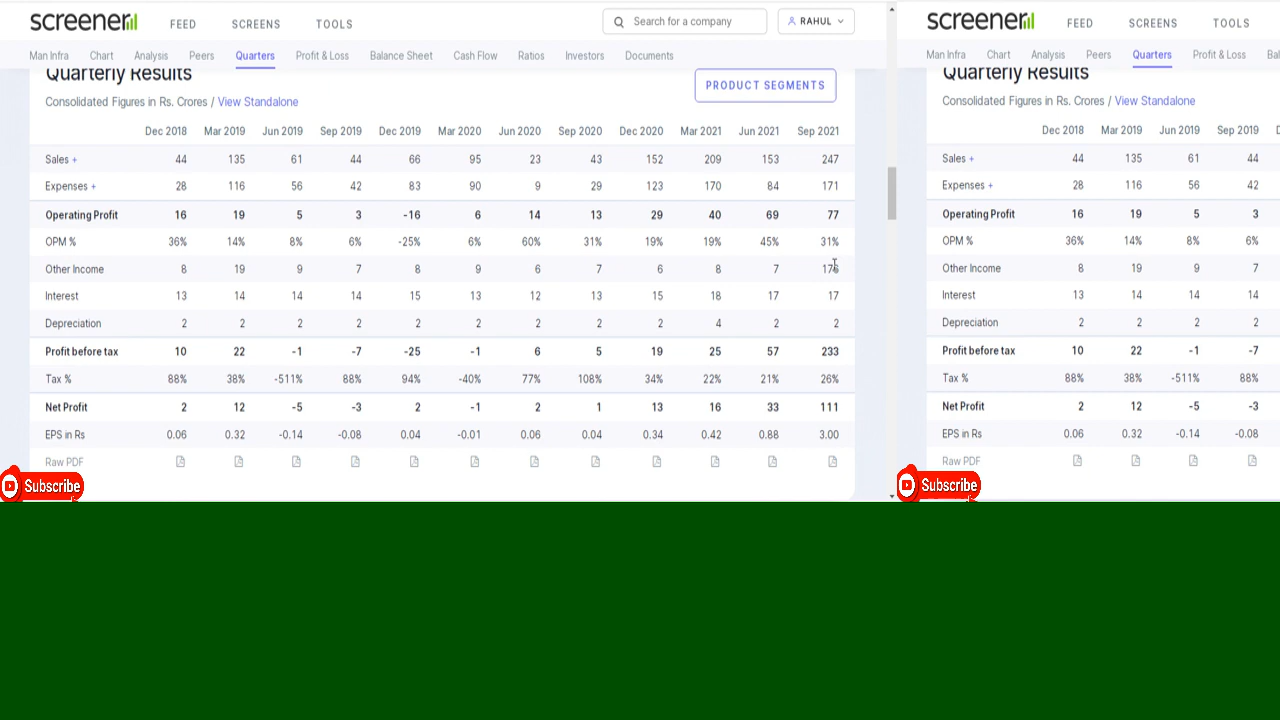 screener FEED SCREENS TOOLS Search for a company RAHUL
Man Infra Chart Analysis Peers Quarters Profit & Loss Balance Sheet Cash Flow Ratios Investors Documents
Quarterly Results
PRODUCT SEGMENTS
Consolidated Figures in Rs. Crores / View Standalone
Dec 2018 Mar 2019 Jun 2019 Sep 2019 Dec 2019 Mar 2020 Jun 2020 Sep 2020 Dec 2020 Mar 2021 Jun 2021 Sep 2021
Sales + 44 135 61 44 66 95 23 43 152 209 153 247
Expenses + 28 116 56 42 83 90 9 29 123 170 84 171
Operating Profit 16 19 5 3 -16 6 14 13 29 40 69 77
OPM % 36% 14% 8% 6% -25% 6% 60% 31% 19% 19% 45% 31%
Other Income 8 19 9 7 8 9 6 7 6 8 7
Interest 13 14 14 14 15 13 12 13 15 18 17 17
Depreciation 2 2 2 2 2 2 2 2 2 4 2 2
Profit before tax 10 22 -1 -7 -25 -1 6 5 19 25 57 233
Tax % 88% 38% -511% 88% 94% -40% 77% 108% 34% 22% 21% 26%
Net Profit 2 12 -5 -3 2 -1 2 1 13 16 33 111
EPS in Rs 0.06 0.32 -0.14 -0.08 0.04 -0.01 0.06 0.04 0.34 0.42 0.88 3.00
Raw PDF
Subscribe
screener FEED SCREENS TOOLS
Man Infra Chart Analysis Peers Quarters Profit & Loss
Quarterly Results
Consolidated Figures in Rs. Crores / View Standalone
Dec 2018 Mar 2019 Jun 2019 Sep 2019
Sales + 44 135 61 44
Expenses + 28 116 56 42
Operating Profit 16 19 5 3
OPM % 36% 14% 8% 6%
Other Income 8 19 9 7
Interest 13 14 14 14
Depreciation 2 2 2 2
Profit before tax 10 22 -1 -7
Tax % 88% 38% -511% 88%
Net Profit 2 12 -5 -3
EPS in Rs 0.06 0.32 -0.14 -0.08
Raw PDF
Subscribe